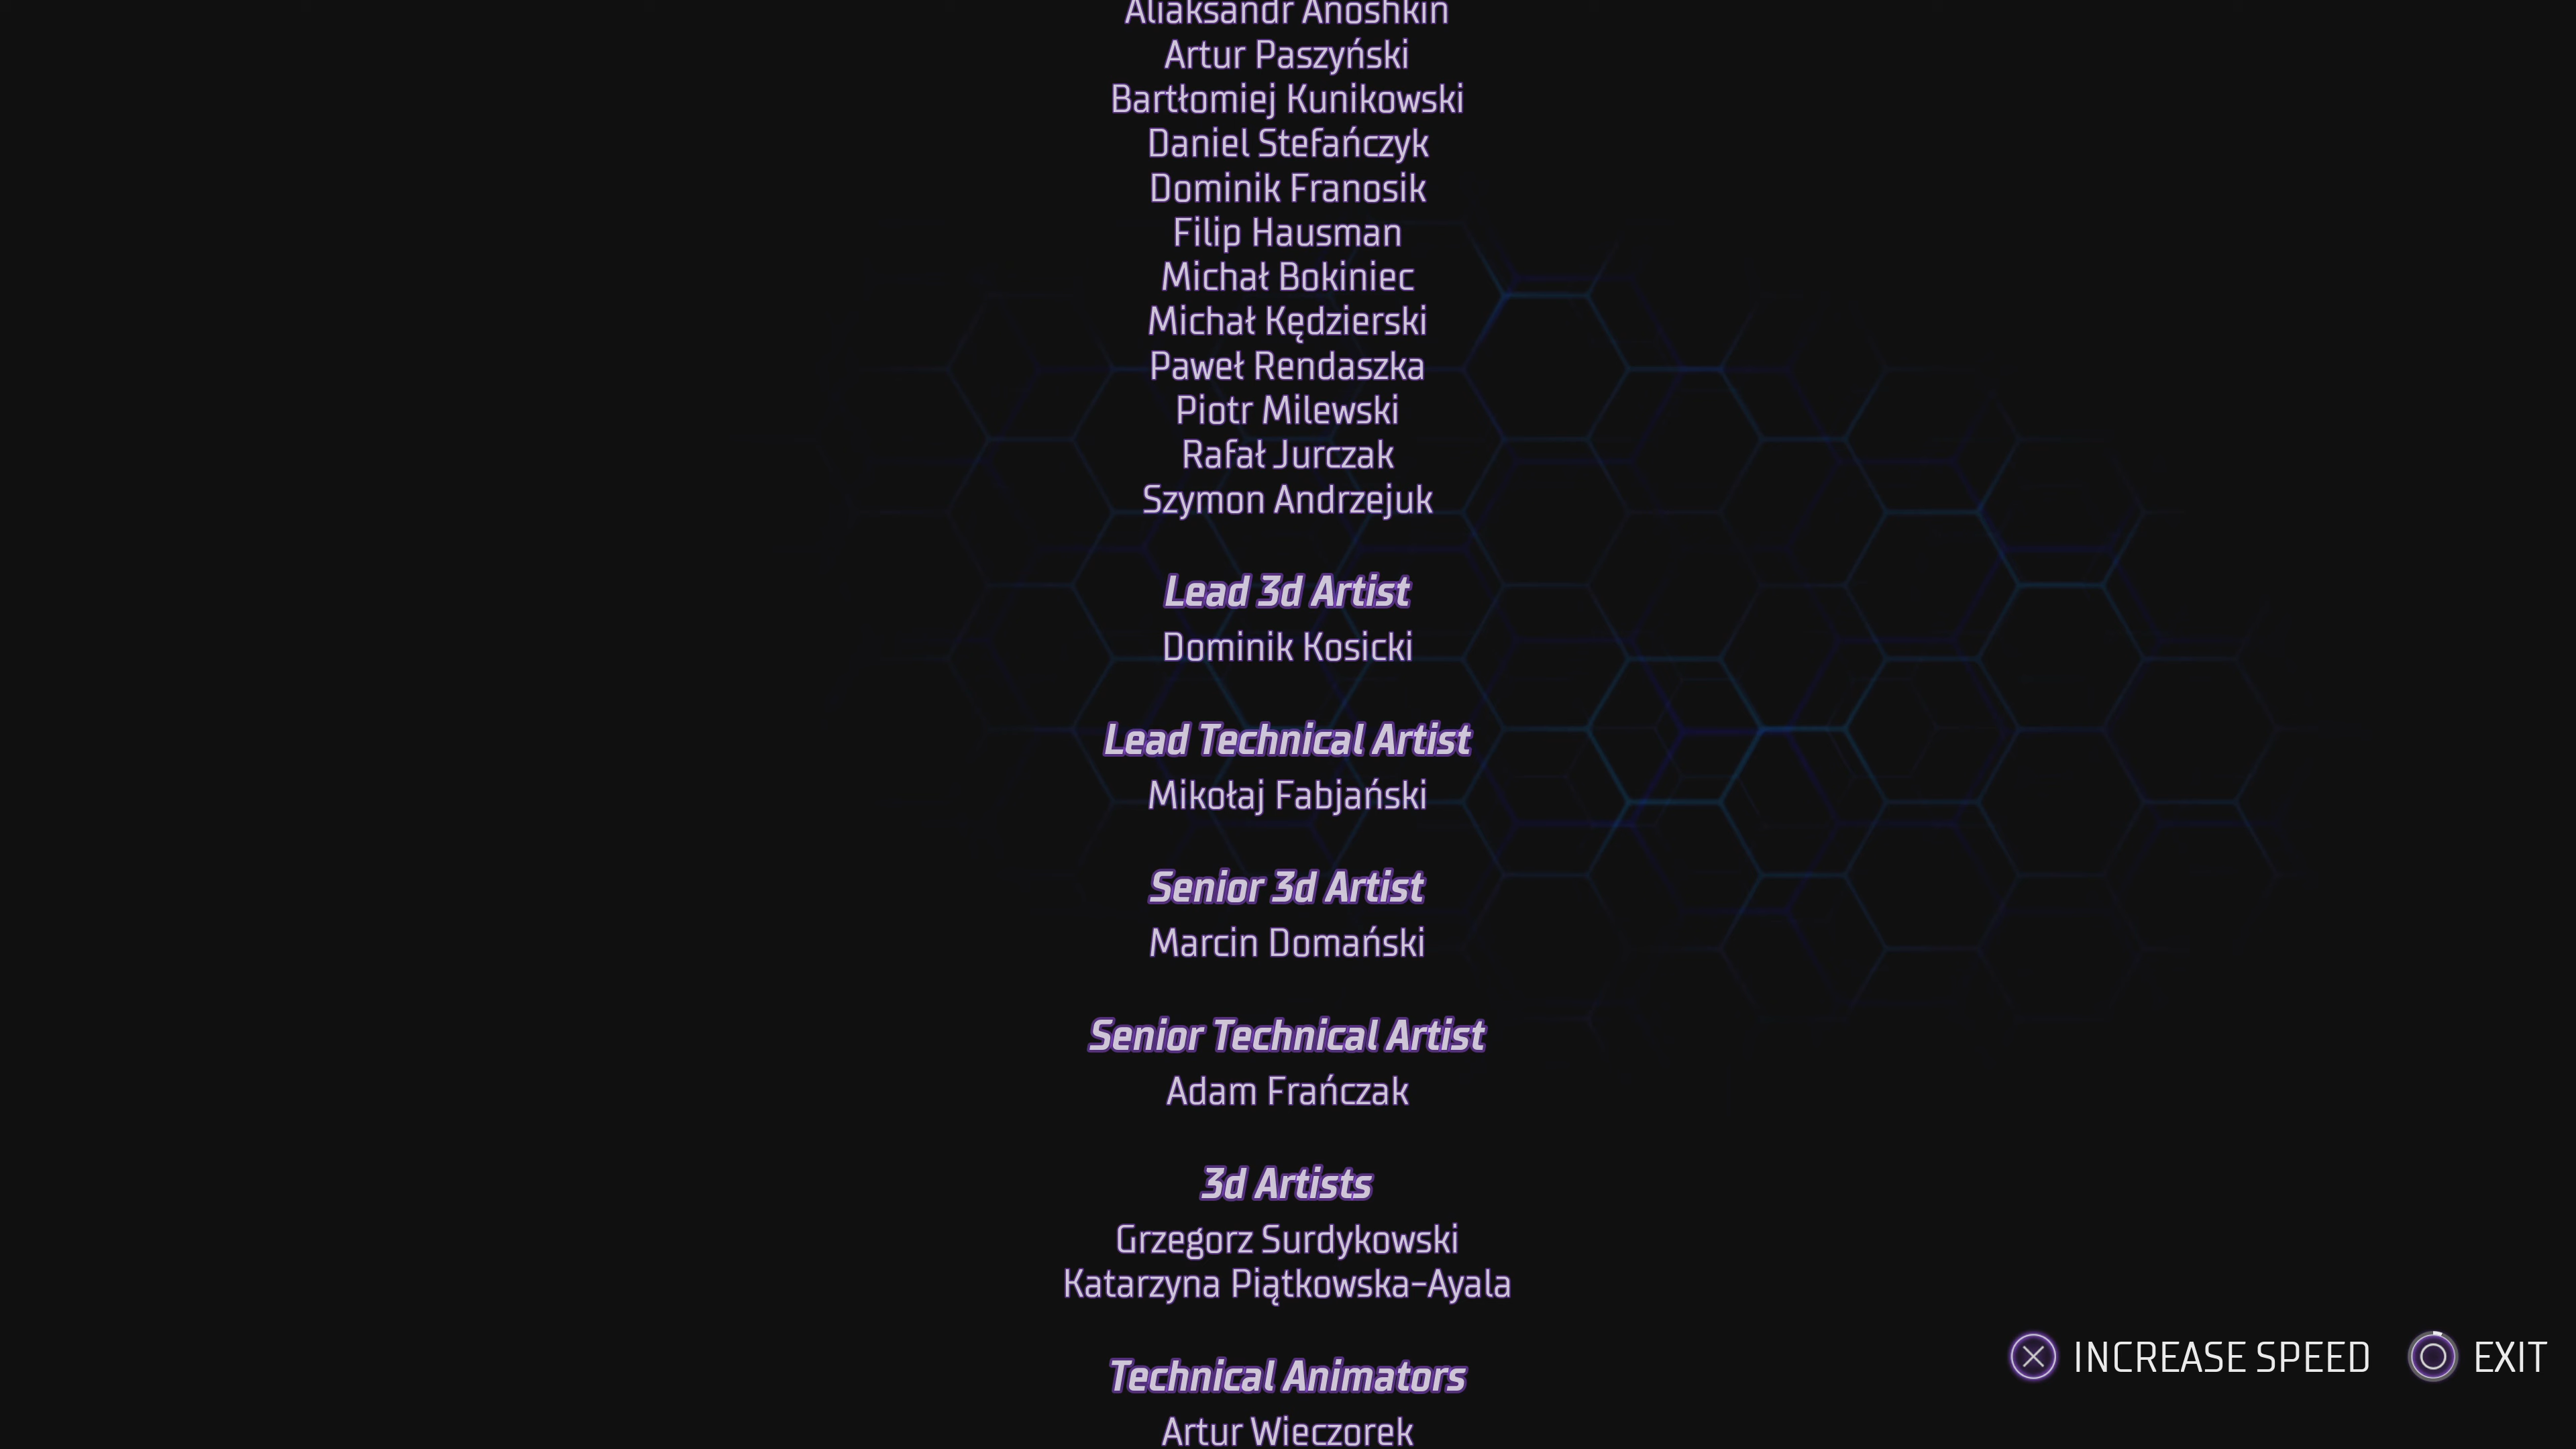 Aliaksandr Anoshkin
Artur Paszyński
Bartłomiej Kunikowski
Daniel Stefańczyk
Dominik Franosik
Filip Hausman
Michał Bokiniec
Michał Kędzierski
Paweł Rendaszka
Piotr Milewski
Rafał Jurczak
Szymon Andrzejuk
Lead 3d Artist
Dominik Kosicki
Lead Technical Artist
Mikołaj Fabjański
Senior 3d Artist
Marcin Domański
Senior Technical Artist
Adam Frańczak
3d Artists
Grzegorz Surdykowski
Katarzyna Piątkowska-Ayala
Technical Animators
Artur Wieczorek
INCREASE SPEED EXIT